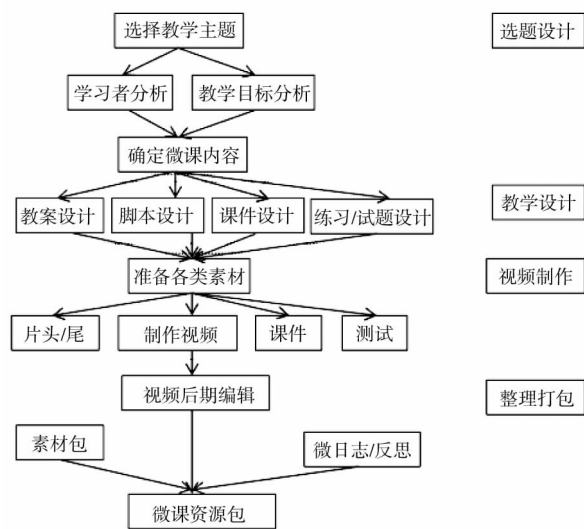 选择教学主题
选题设计
学习者分析
教学目标分析
确定微课内容
教案设计
脚本设计
课件设计
练习/试题设计
教学设计
准备各类素材
视频制作
片头/尾
制作视频
课件
测试
视频后期编辑
整理打包
素材包
微日志/反思
微课资源包